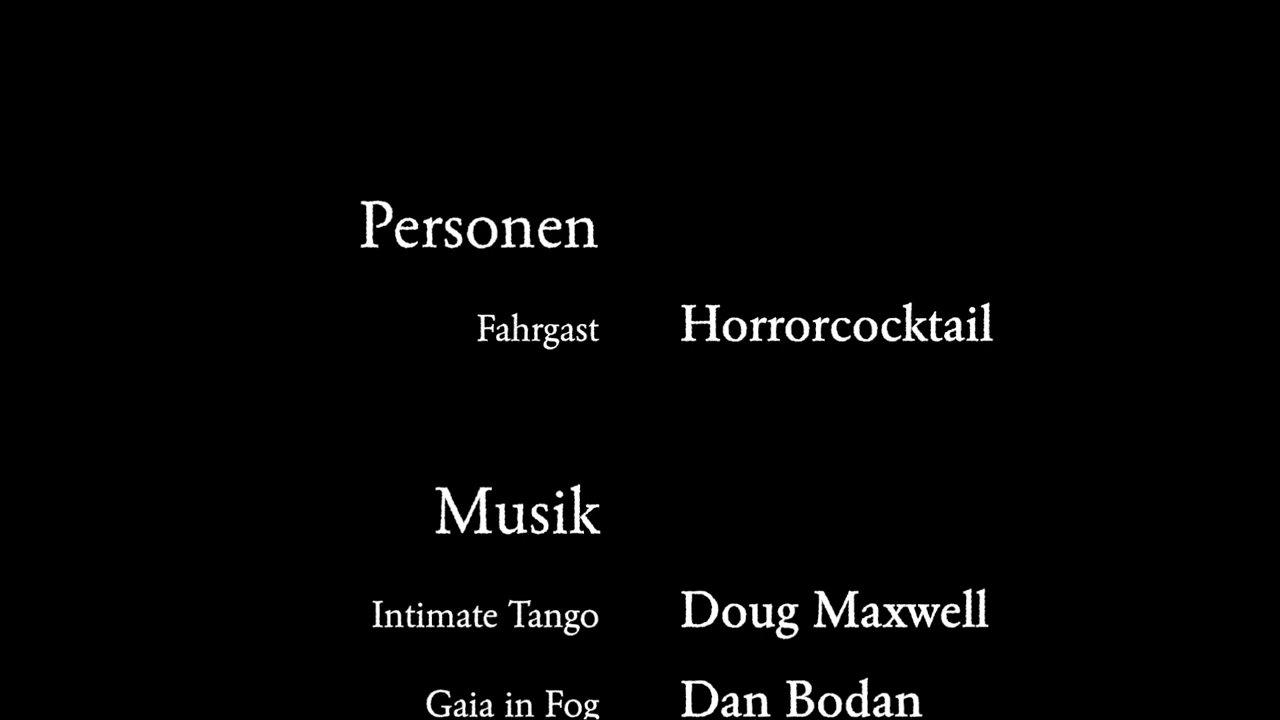 Personen
Fahrgast Horrorcocktail
Musik
Intimate Tango Doug Maxwell
Gaia in Fog Dan Bodan